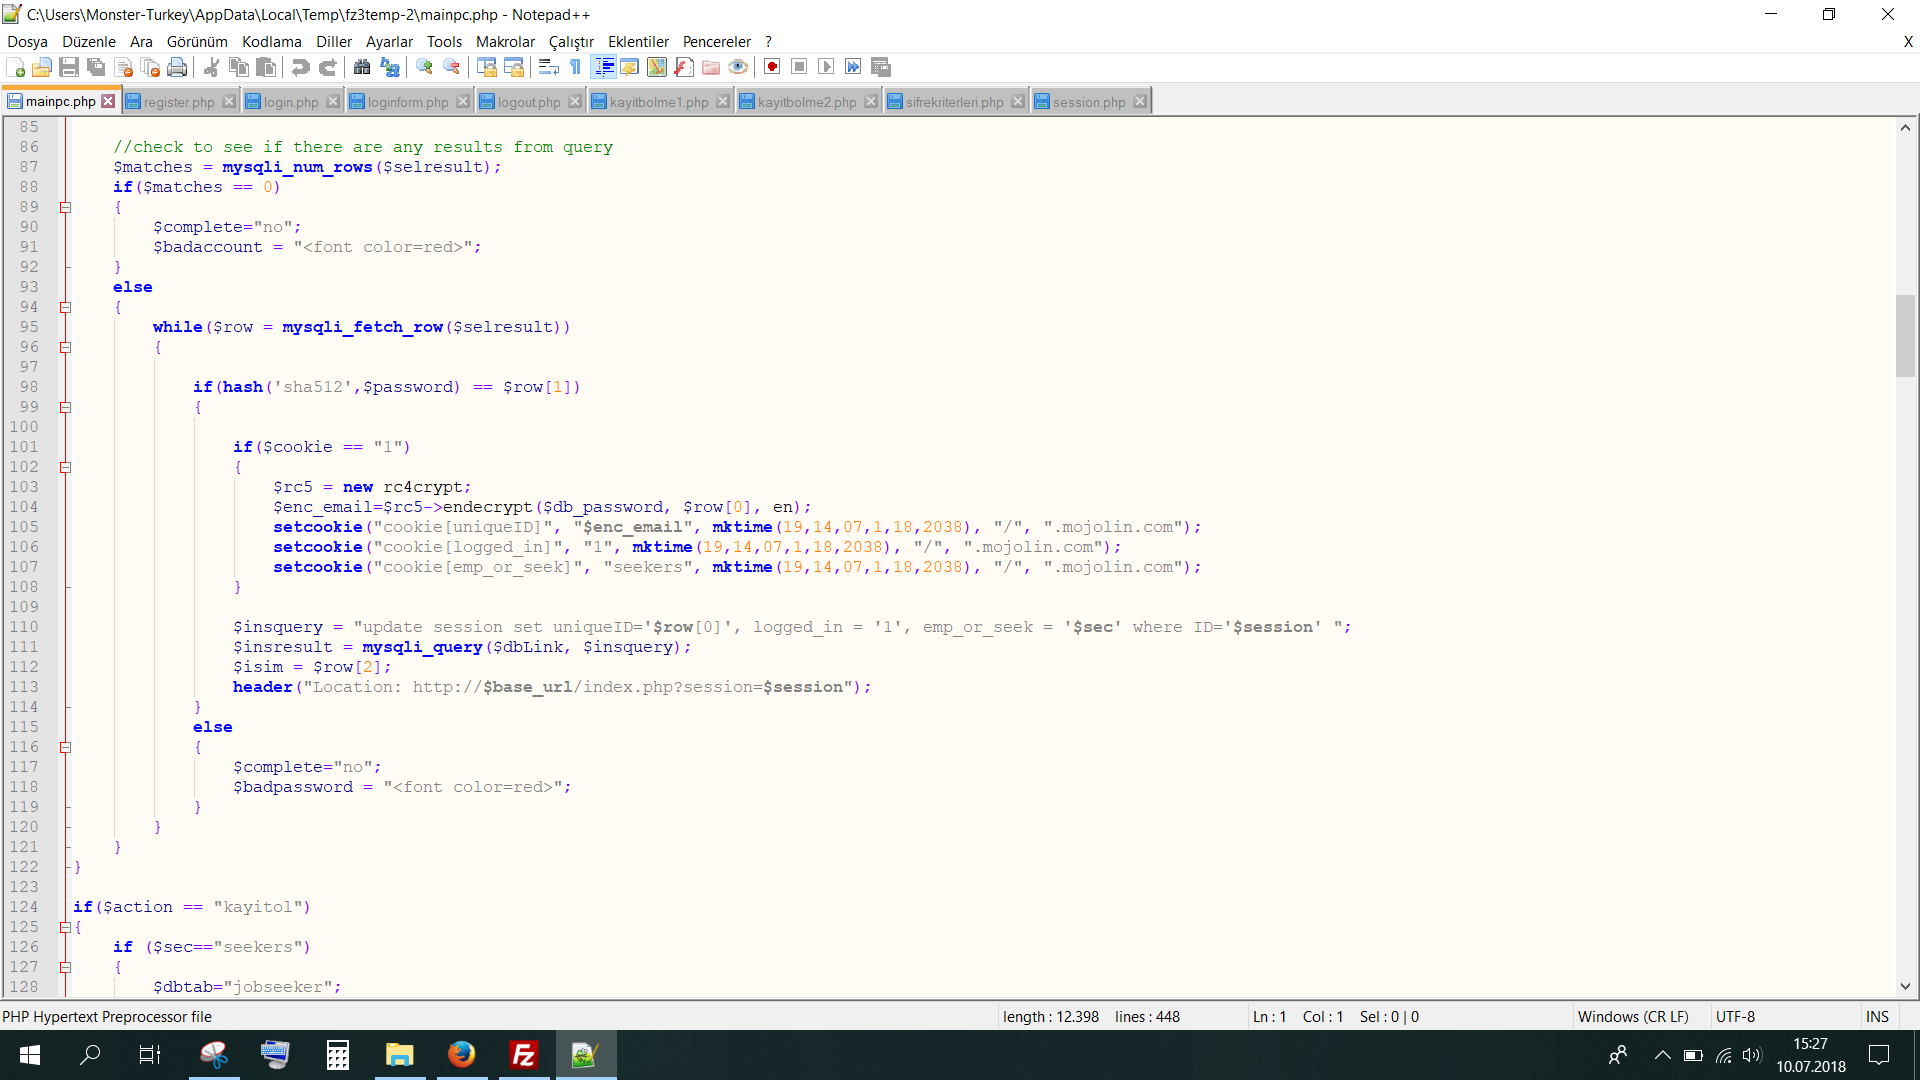 C:\Users\Monster-Turkey\AppData\Local\Temp\fz3temp-2\mainpc.php - Notepad++
Dosya Düzenle Ara Görünüm Kodlama Diller Ayarlar Tools Makrolar Çalıştır Eklentiler Pencereler ? X
mainpc.php register.php login.php loginform.php logout.php kayitbolme1.php kayitbolme2.php sifrekriterleri.php session.php
85
86 //check to see if there are any results from query
87 $matches = mysqli_num_rows($selresult);
88 if($matches == 0)
89 {
90 $complete="no";
91 $badaccount = "<font color=red>";
92 }
93 else
94 {
95 while($row = mysqli_fetch_row($selresult))
96 {
97
98 if(hash('sha512',$password) == $row[1])
99 {
100
101 if($cookie == "1")
102 {
103 $rc5 = new rc4crypt;
104 $enc_email=$rc5->endecrypt($db_password, $row[0], en);
105 setcookie("cookie[uniqueID]", "$enc_email", mktime(19,14,07,1,18,2038), "/", ".mojolin.com");
106 setcookie("cookie[logged_in]", "1", mktime(19,14,07,1,18,2038), "/", ".mojolin.com");
107 setcookie("cookie[emp_or_seek]", "seekers", mktime(19,14,07,1,18,2038), "/", ".mojolin.com");
108 }
109
110 $insquery = "update session set uniqueID='$row[0]', logged_in = '1', emp_or_seek = '$sec' where ID='$session' ";
111 $insresult = mysqli_query($dbLink, $insquery);
112 $isim = $row[2];
113 header("Location: http://$base_url/index.php?session=$session");
114 }
115 else
116 {
117 $complete="no";
118 $badpassword = "<font color=red>";
119 }
120 }
121 }
122 }
123
124 if($action == "kayitol")
125 {
126 if ($sec=="seekers")
127 {
128 $dbtab="jobseeker";
PHP Hypertext Preprocessor file length : 12.398 lines : 448 Ln : 1 Col : 1 Sel : 0 | 0 Windows (CR LF) UTF-8 INS
15:27
10.07.2018